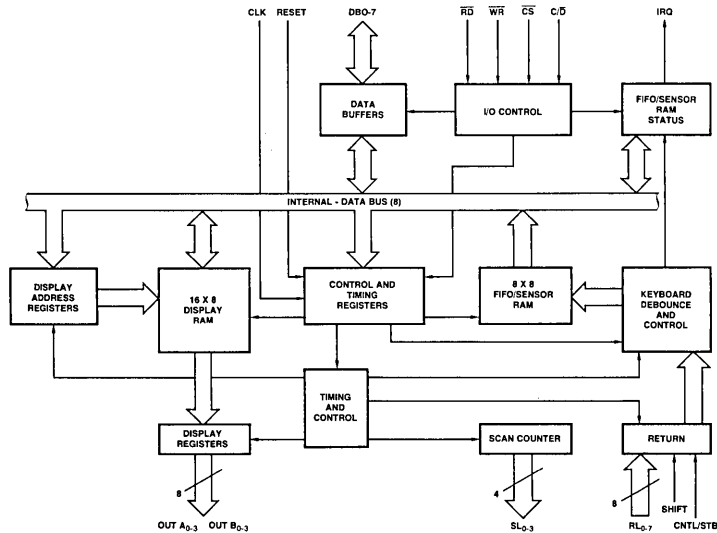 CLK RESET DBO-7 R̅D̅ W̅R̅ C̅S̅ C/D̅ IRQ
DATA
BUFFERS
I/O CONTROL
FIFO/SENSOR
RAM
STATUS
INTERNAL - DATA BUS (8)
DISPLAY
ADDRESS
REGISTERS
16 X 8
DISPLAY
RAM
CONTROL AND
TIMING
REGISTERS
8 X 8
FIFO/SENSOR
RAM
KEYBOARD
DEBOUNCE
AND
CONTROL
TIMING
AND
CONTROL
DISPLAY
REGISTERS
SCAN COUNTER
RETURN
8
4
8
SHIFT
OUT A0-3 OUT B0-3
SL0-3
RL0-7
CNTL/STB